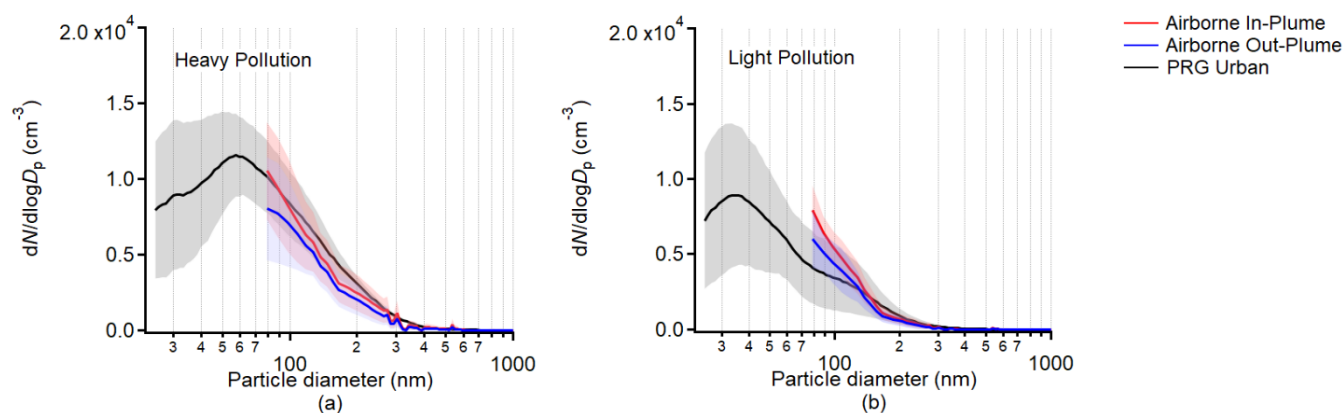 2.0 x10⁴
1.5
1.0
0.5
0.0
dN/dlogDₚ (cm⁻³)
Heavy Pollution
3 4 5 6 7 100 2 3 4 5 6 7 1000
Particle diameter (nm)
(a)
2.0 x10⁴
1.5
1.0
0.5
0.0
dN/dlogDₚ (cm⁻³)
Light Pollution
3 4 5 6 7 100 2 3 4 5 6 7 1000
Particle diameter (nm)
(b)
Airborne In-Plume
Airborne Out-Plume
PRG Urban